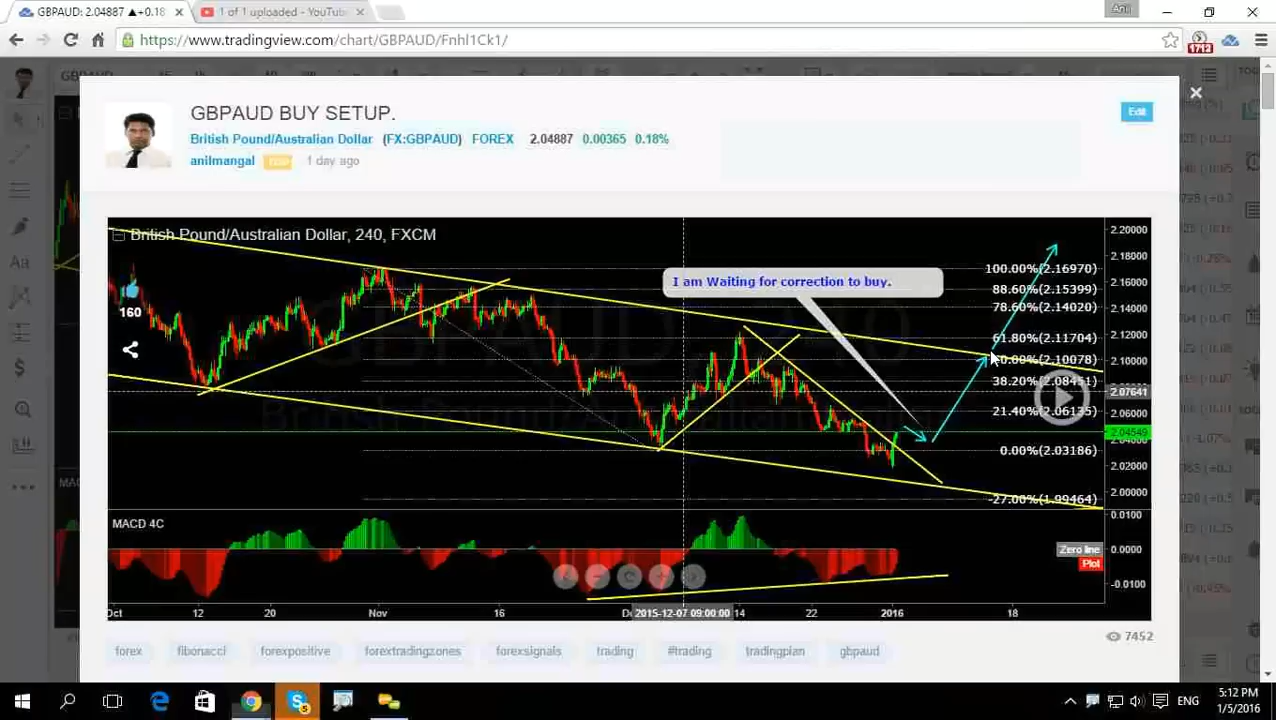 GBPAUD: 2.04887 ▲+0.18
1 of 1 uploaded - YouTube
Anil
https://www.tradingview.com/chart/GBPAUD/Fnhl1Ck1/
1712
GBPAUD BUY SETUP.
Edit
British Pound/Australian Dollar (FX:GBPAUD) FOREX 2.04887 0.00365 0.18%
anilmangal 1 day ago
British Pound/Australian Dollar, 240, FXCM
I am Waiting for correction to buy.
160
2.20000
2.18000
2.16000
2.14000
2.12000
2.10000
2.07641
2.06000
2.04549
2.02000
2.00000
100.00%(2.16970)
88.60%(2.15399)
78.60%(2.14020)
61.80%(2.11704)
38.20%(2.08451)
21.40%(2.06135)
0.00%(2.03186)
-27.00%(1.99464)
MACD 4C
0.0100
Zero line
0.0000
Plot
-0.0100
Oct 12 20 Nov 16 2015-12-07 09:00:00 14 22 2016 18
7452
forex fibonacci forexpositive forextradingzones forexsignals trading #trading tradingplan gbpaud
ENG
5:12 PM
1/5/2016